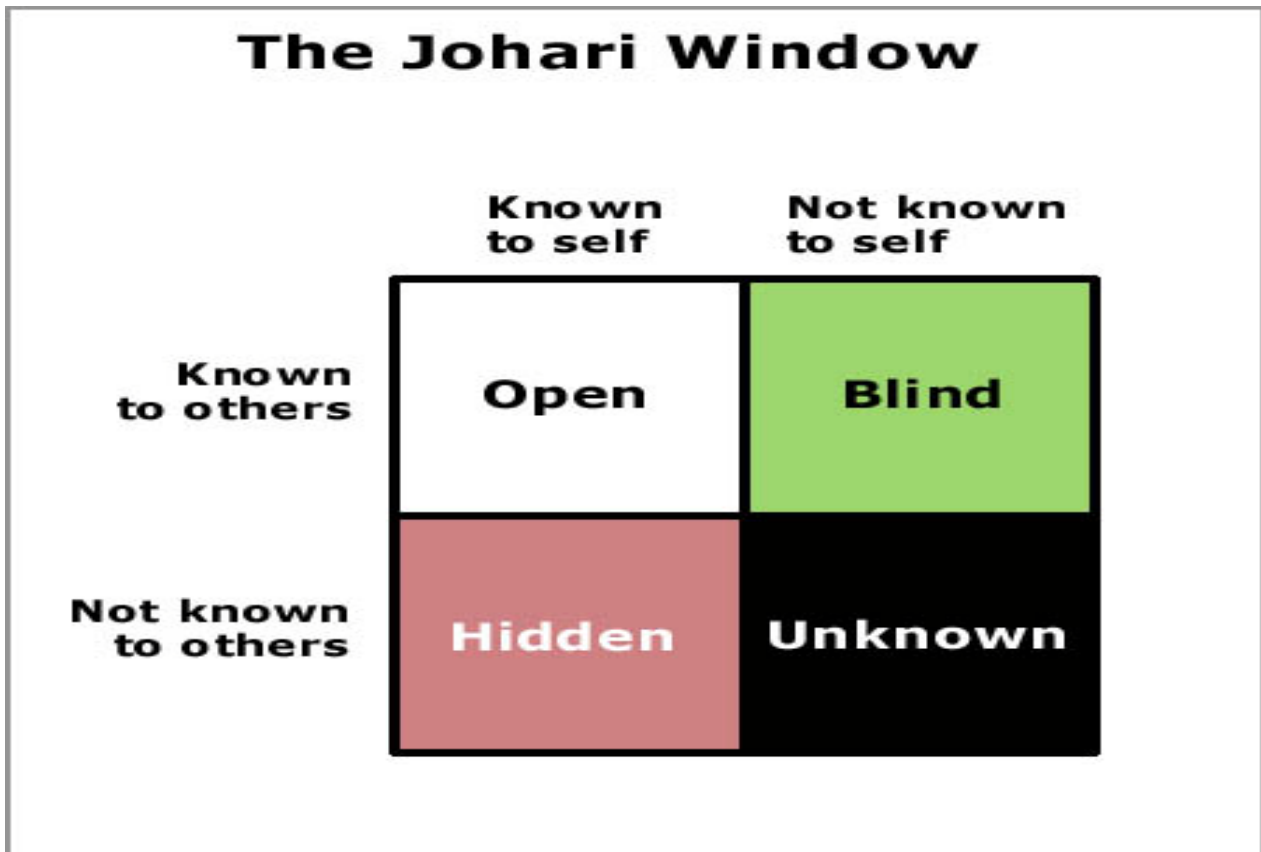 The Johari Window
Known
to self
Not known
to self
Known
to others
Open
Blind
Not known
to others
Hidden
Unknown